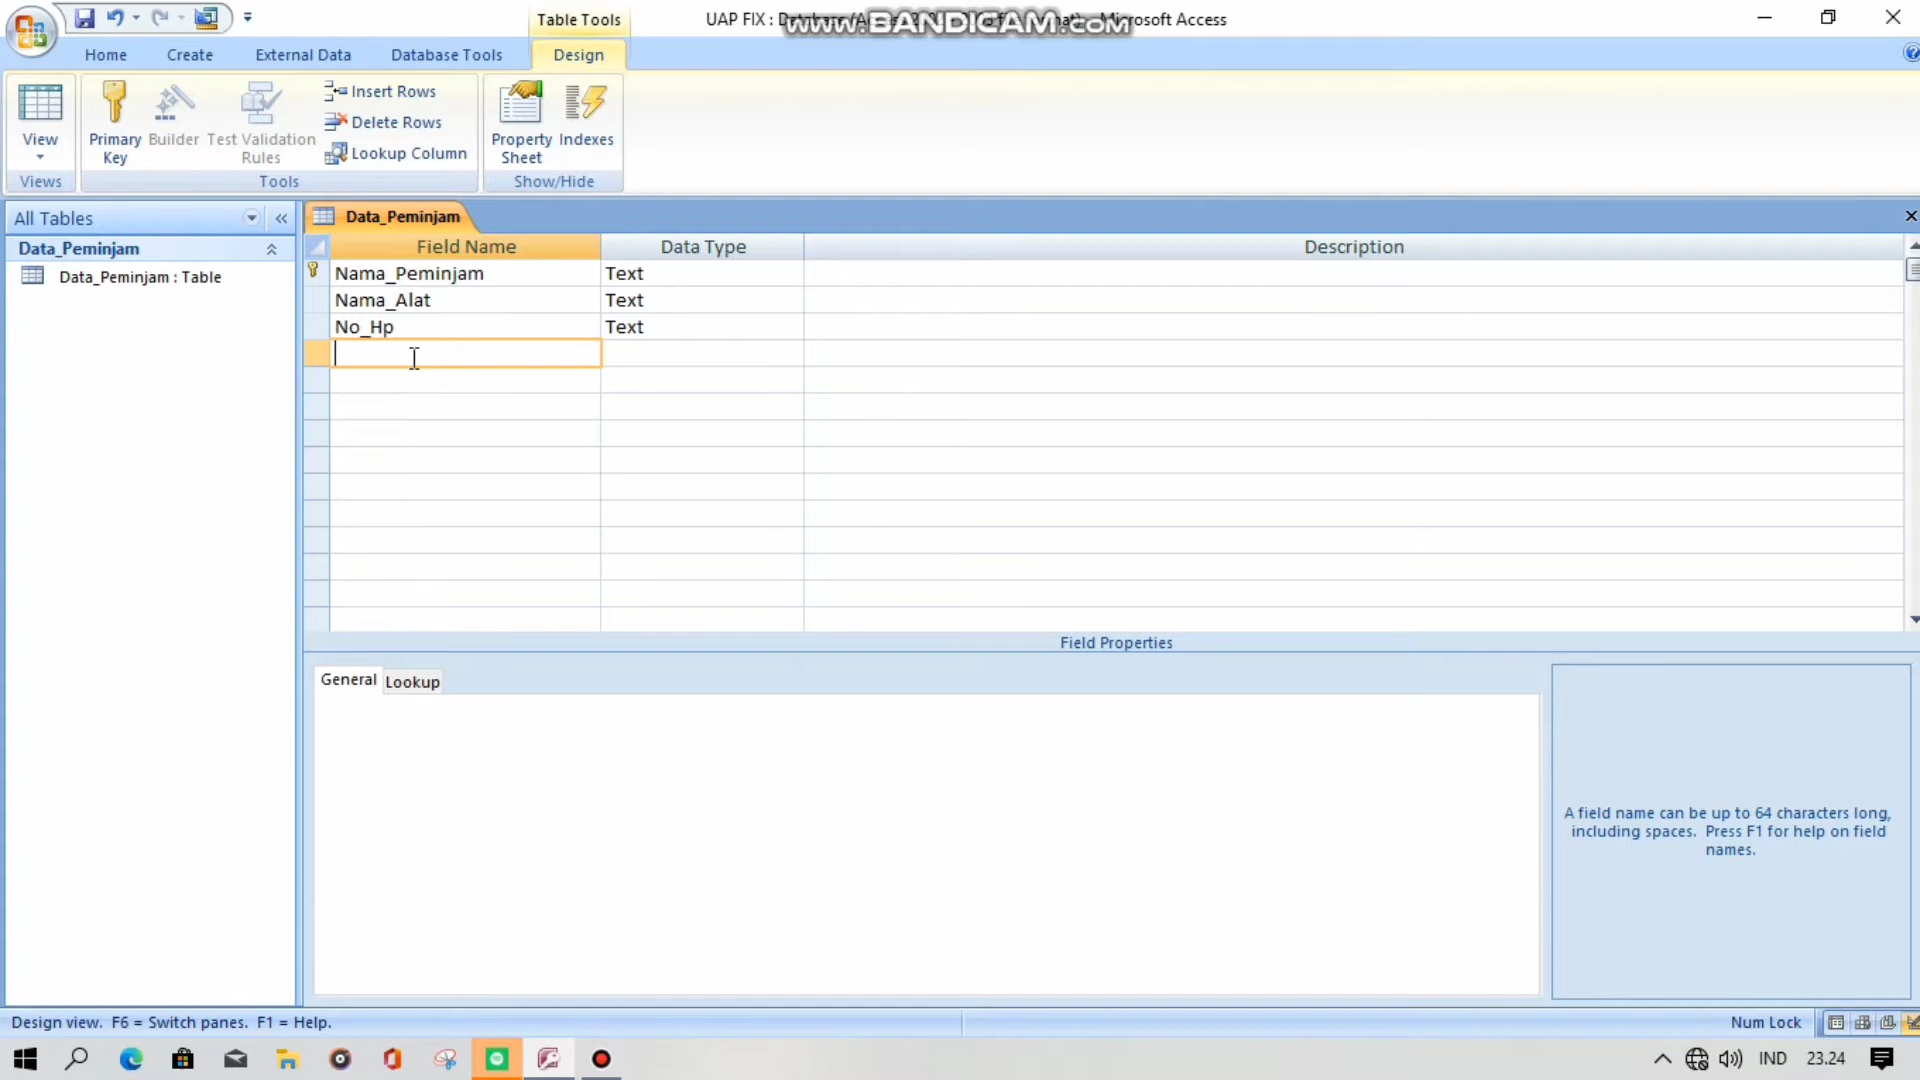 Table Tools
UAP FIX : Database (Access 2
Microsoft Access
www.BANDICAM.com
Home
Create
External Data
Database Tools
Design
View
Primary Key
Builder
Test Validation Rules
Insert Rows
Delete Rows
Lookup Column
Property Sheet
Indexes
Views
Tools
Show/Hide
All Tables
Data_Peminjam
Data_Peminjam
Data_Peminjam : Table
Field Name
Data Type
Description
Nama_Peminjam
Text
Nama_Alat
Text
No_Hp
Text
Field Properties
General
Lookup
A field name can be up to 64 characters long,
including spaces. Press F1 for help on field
names.
Design view. F6 = Switch panes. F1 = Help.
Num Lock
IND
23.24